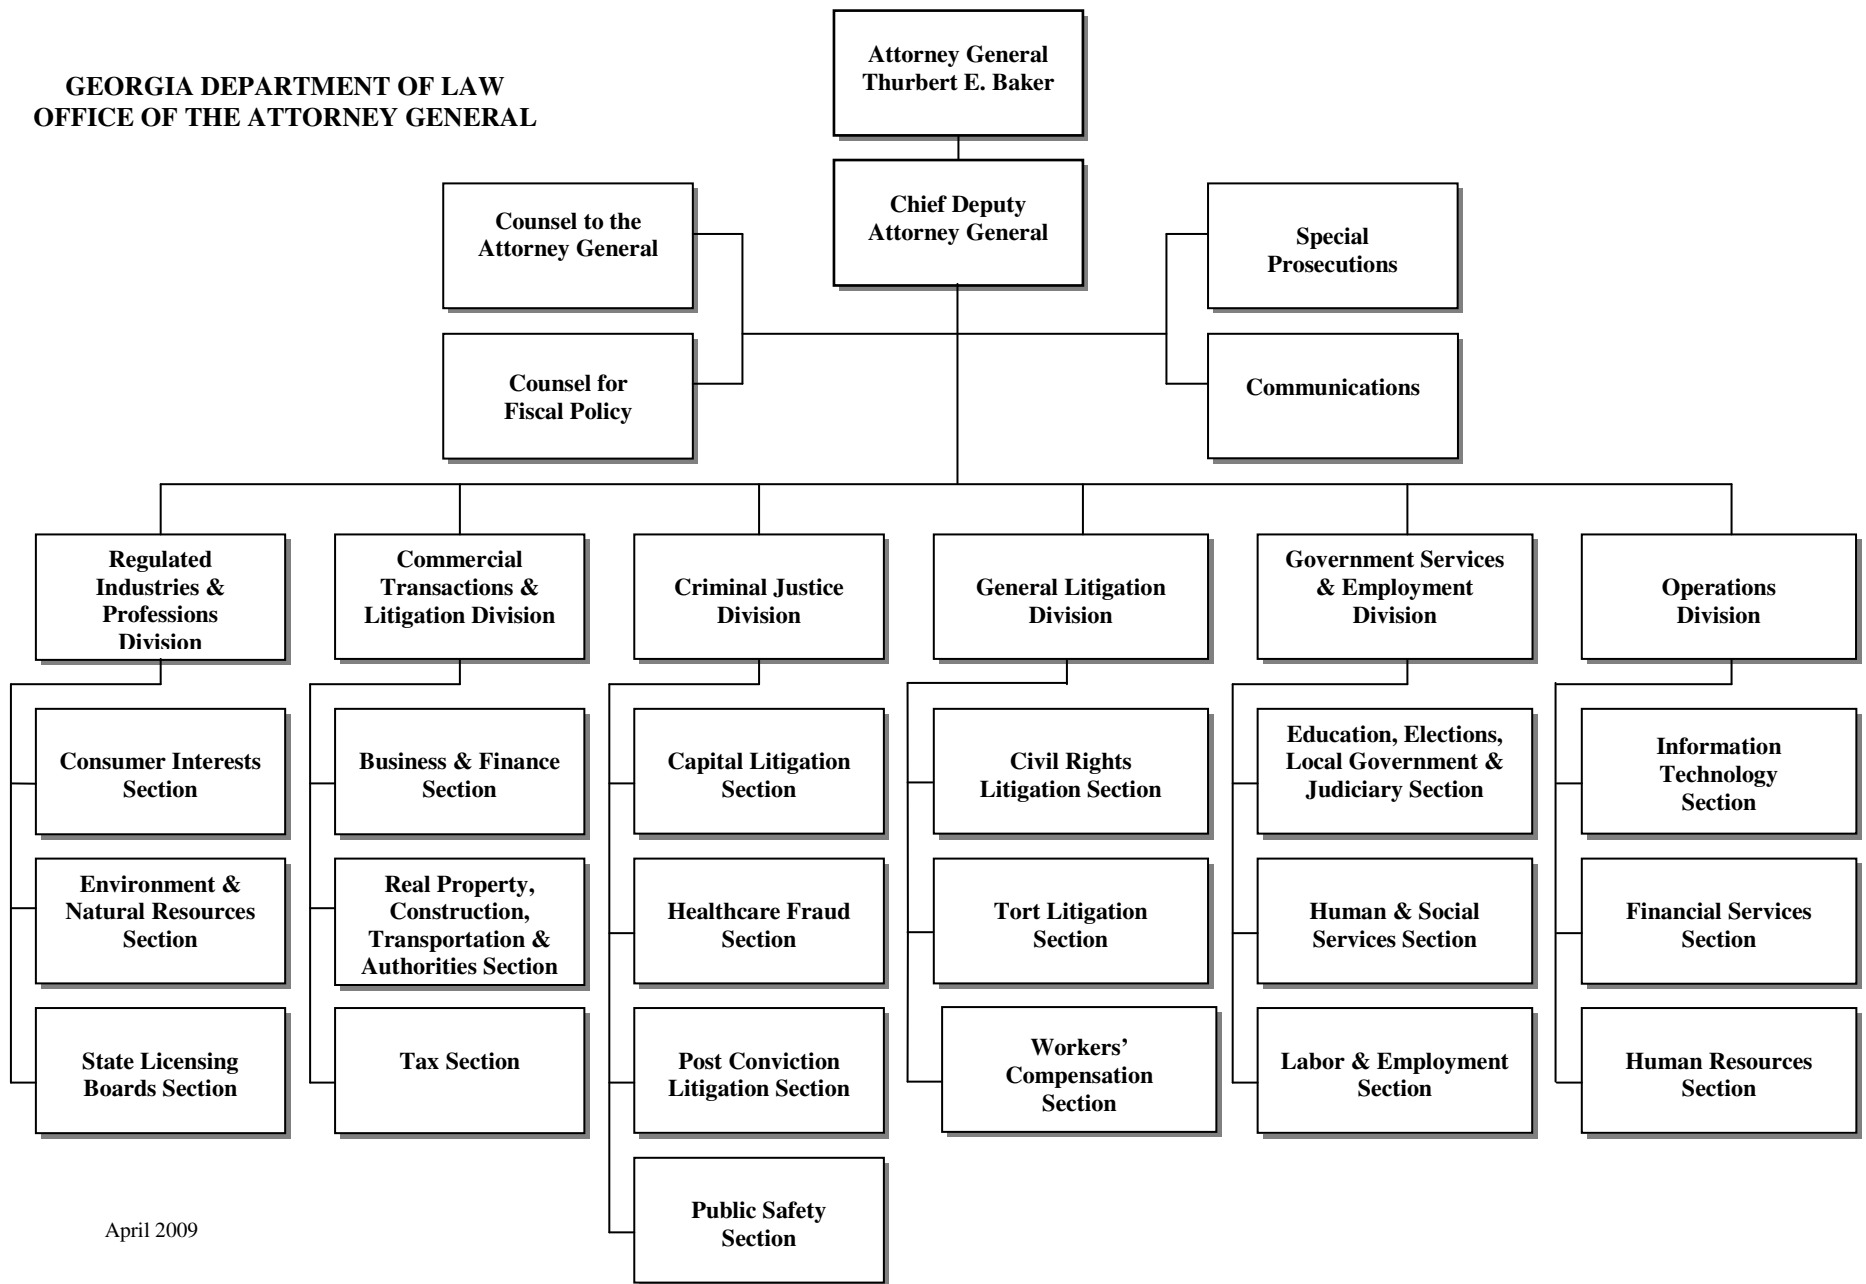 GEORGIA DEPARTMENT OF LAW
OFFICE OF THE ATTORNEY GENERAL
Attorney General
Thurbert E. Baker
Chief Deputy
Attorney General
Counsel to the
Attorney General
Special
Prosecutions
Counsel for
Fiscal Policy
Communications
Regulated
Industries &
Professions
Division
Commercial
Transactions &
Litigation Division
Criminal Justice
Division
General Litigation
Division
Government Services
& Employment
Division
Operations
Division
Consumer Interests
Section
Business & Finance
Section
Capital Litigation
Section
Civil Rights
Litigation Section
Education, Elections,
Local Government &
Judiciary Section
Information
Technology
Section
Environment &
Natural Resources
Section
Real Property,
Construction,
Transportation &
Authorities Section
Healthcare Fraud
Section
Tort Litigation
Section
Human & Social
Services Section
Financial Services
Section
State Licensing
Boards Section
Tax Section
Post Conviction
Litigation Section
Workers’
Compensation
Section
Labor & Employment
Section
Human Resources
Section
Public Safety
Section
April 2009